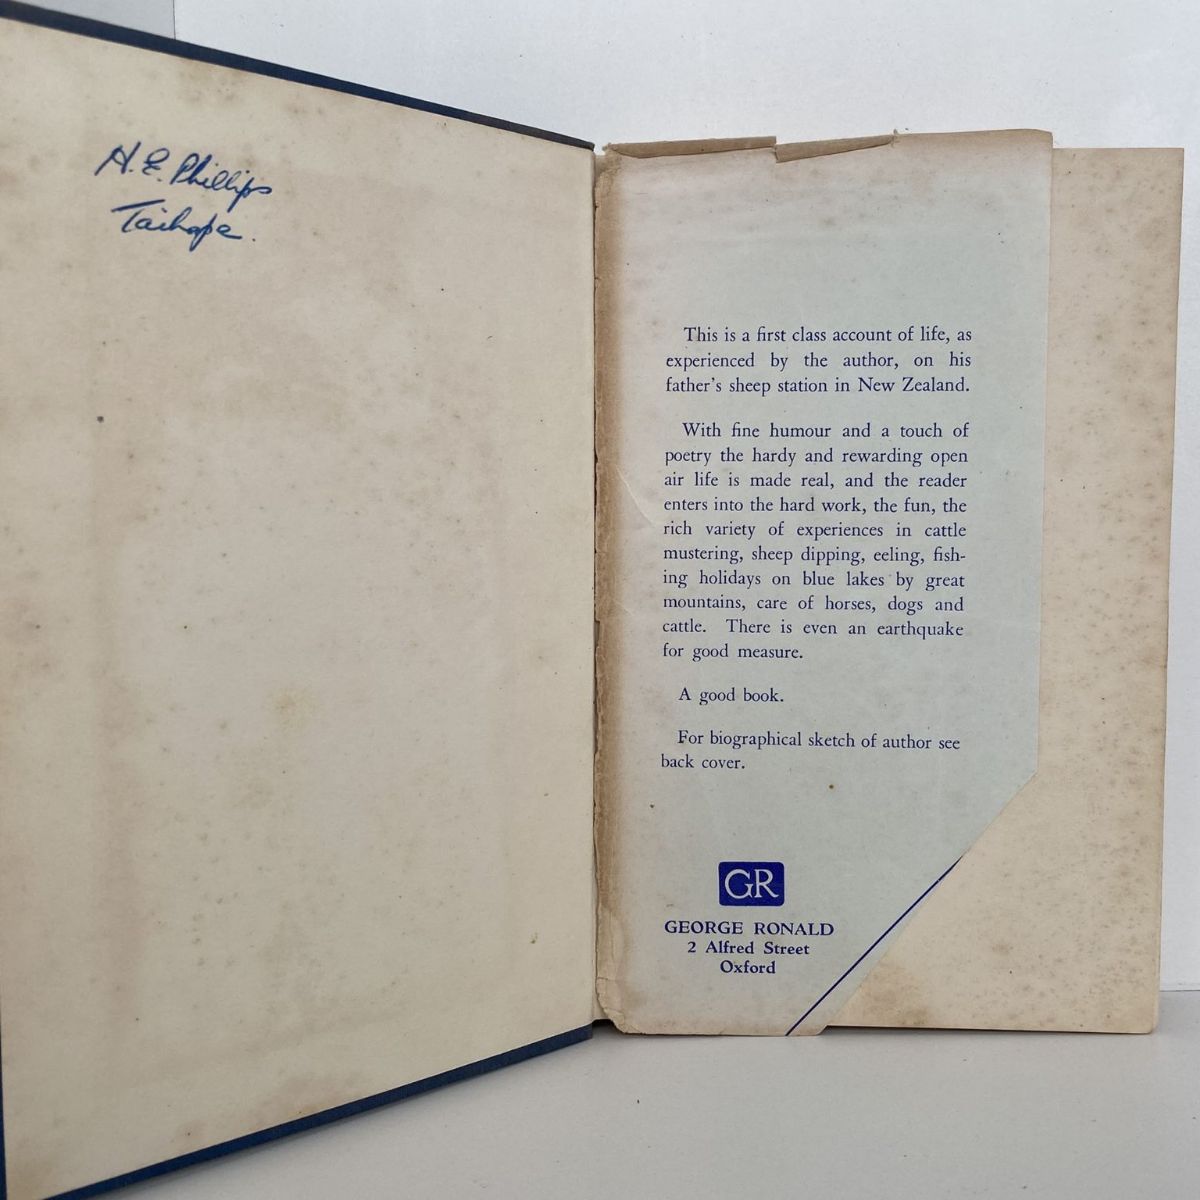 H. E. Phillips
Taihape.
This is a first class account of life, as
experienced by the author, on his
father's sheep station in New Zealand.
With fine humour and a touch of
poetry the hardy and rewarding open
air life is made real, and the reader
enters into the hard work, the fun, the
rich variety of experiences in cattle
mustering, sheep dipping, eeling, fish-
ing holidays on blue lakes by great
mountains, care of horses, dogs and
cattle. There is even an earthquake
for good measure.
A good book.
For biographical sketch of author see
back cover.
GR
GEORGE RONALD
2 Alfred Street
Oxford